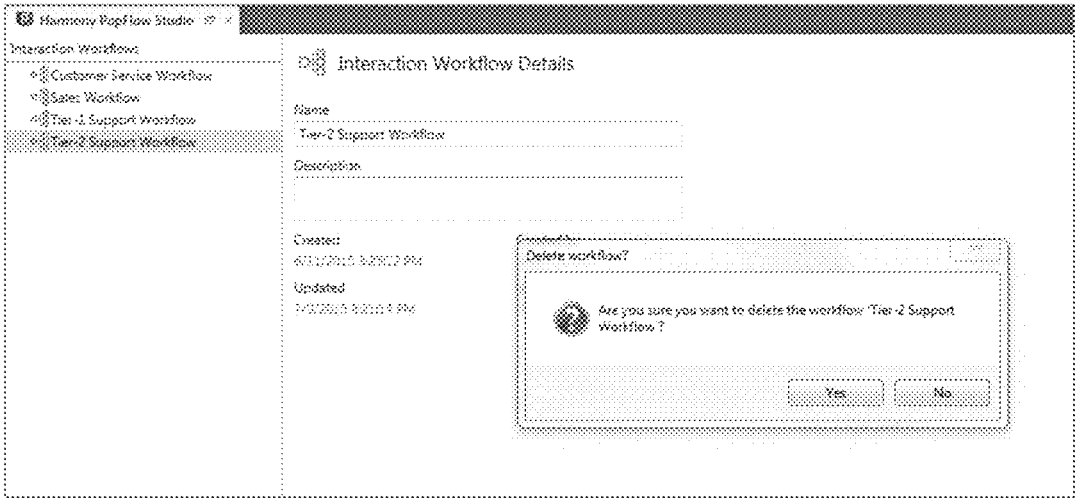 Harmony PopFlow Studio
Interaction Workflows
Customer Service Workflow
Sales Workflow
Tier-1 Support Workflow
Tier-2 Support Workflow
Interaction Workflow Details
Name
Tier-2 Support Workflow
Description
Created
PM
Updated
PM
Delete workflow?
Are you sure you want to delete the workflow 'Tier-2 Support
Workflow'?
Yes
No